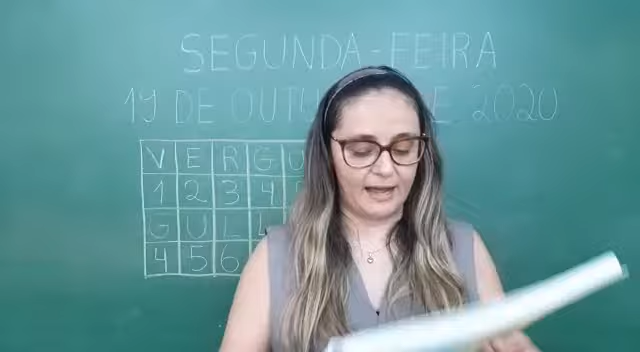 SEGUNDA-FEIRA
19 DE OUTU E 2020
V E R G U
1 2 3 4
G U L L
4 5 6